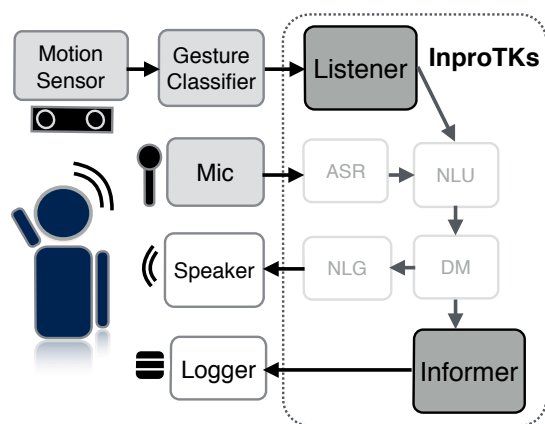 Motion
Sensor
Gesture
Classifier
Listener
InproTKs
Mic
ASR
NLU
Speaker
NLG
DM
Logger
Informer